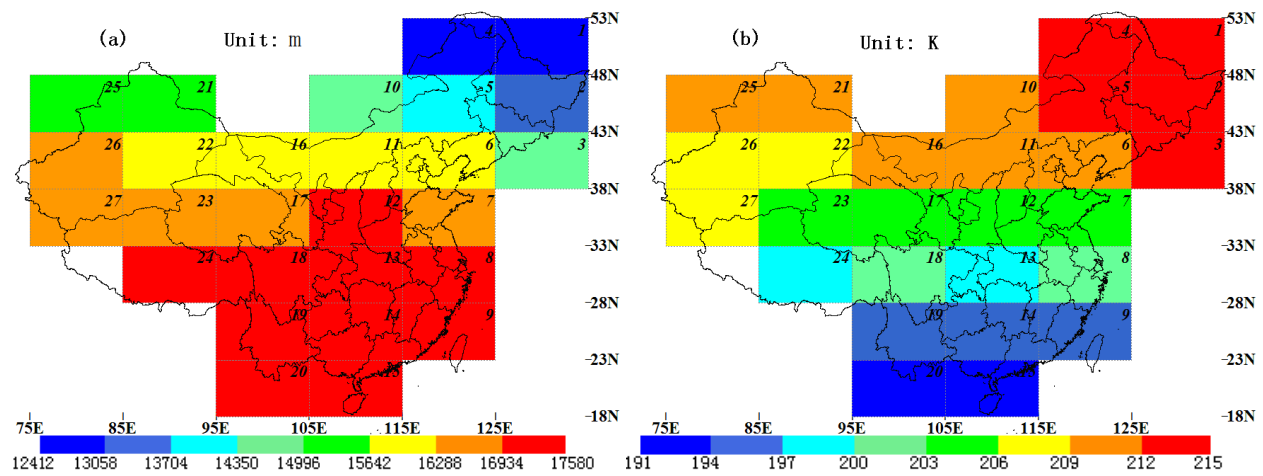 53N
4 1
(a) Unit: m
48N
25 21 10 5 2
43N
26 22 16 11 6 3
38N
27 23 17 12 7
33N
24 18 13 8
28N
19 14 9
23N
20 15
18N
75E 85E 95E 105E 115E 125E
12412 13058 13704 14350 14996 15642 16288 16934 17580
53N
4 1
(b) Unit: K
48N
25 21 10 5 2
43N
26 22 16 11 6 3
38N
27 23 17 12 7
33N
24 18 13 8
28N
19 14 9
23N
20 15
18N
75E 85E 95E 105E 115E 125E
191 194 197 200 203 206 209 212 215